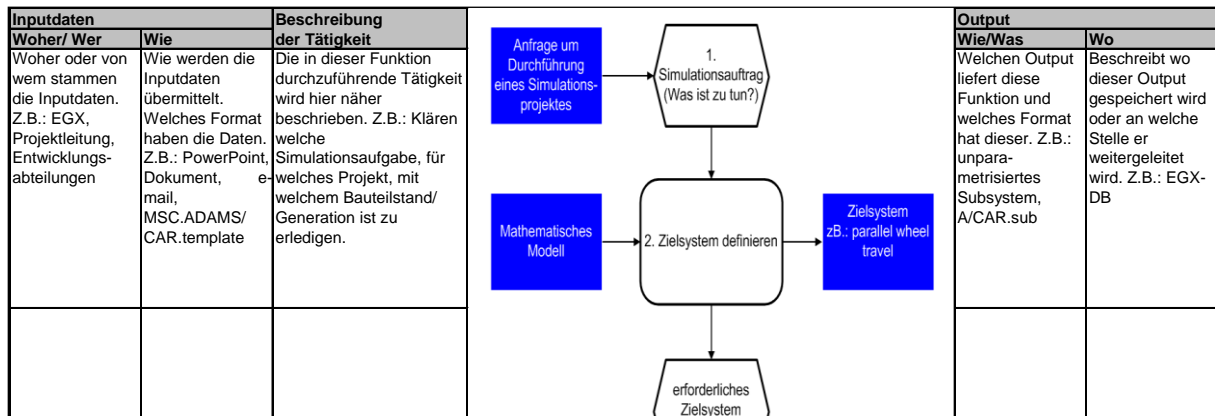 Inputdaten
Beschreibung
der Tätigkeit
Woher/ Wer
Wie
Woher oder von
wem stammen
die Inputdaten.
Z.B.: EGX,
Projektleitung,
Entwicklungs-
abteilungen
Wie werden die
Inputdaten
übermittelt.
Welches Format
haben die Daten.
Z.B.: PowerPoint,
Dokument, e-
mail,
MSC.ADAMS/
CAR.template
Die in dieser Funktion
durchzuführende Tätigkeit
wird hier näher
beschrieben. Z.B.: Klären
welche
Simulationsaufgabe, für
welches Projekt, mit
welchem Bauteilstand/
Generation ist zu
erledigen.
Anfrage um
Durchführung
eines Simulations-
projektes
1.
Simulationsauftrag
(Was ist zu tun?)
Mathematisches
Modell
2. Zielsystem definieren
Zielsystem
zB.: parallel wheel
travel
erforderliches
Zielsystem
Output
Wie/Was
Wo
Welchen Output
liefert diese
Funktion und
welches Format
hat dieser. Z.B.:
unpara-
metrisiertes
Subsystem,
A/CAR.sub
Beschreibt wo
dieser Output
gespeichert wird
oder an welche
Stelle er
weitergeleitet
wird. Z.B.: EGX-
DB